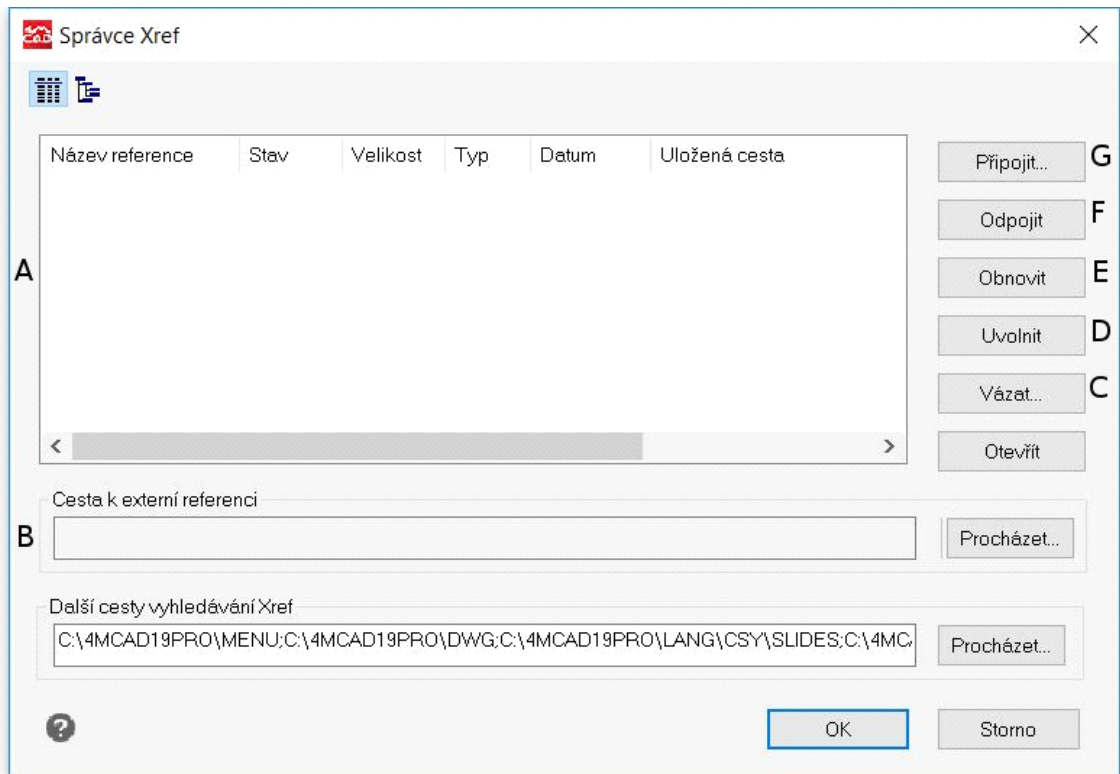 Správce Xref
Název reference Stav Velikost Typ Datum Uložená cesta
A
Připojit... G
Odpojit F
Obnovit E
Uvolnit D
Vázat... C
Otevřít
Cesta k externí referenci
B
Procházet...
Další cesty vyhledávání Xref
C:\4MCAD19PRO\MENU;C:\4MCAD19PRO\DWG;C:\4MCAD19PRO\LANG\CSY\SLIDES;C:\4MC
Procházet...
?
OK Storno